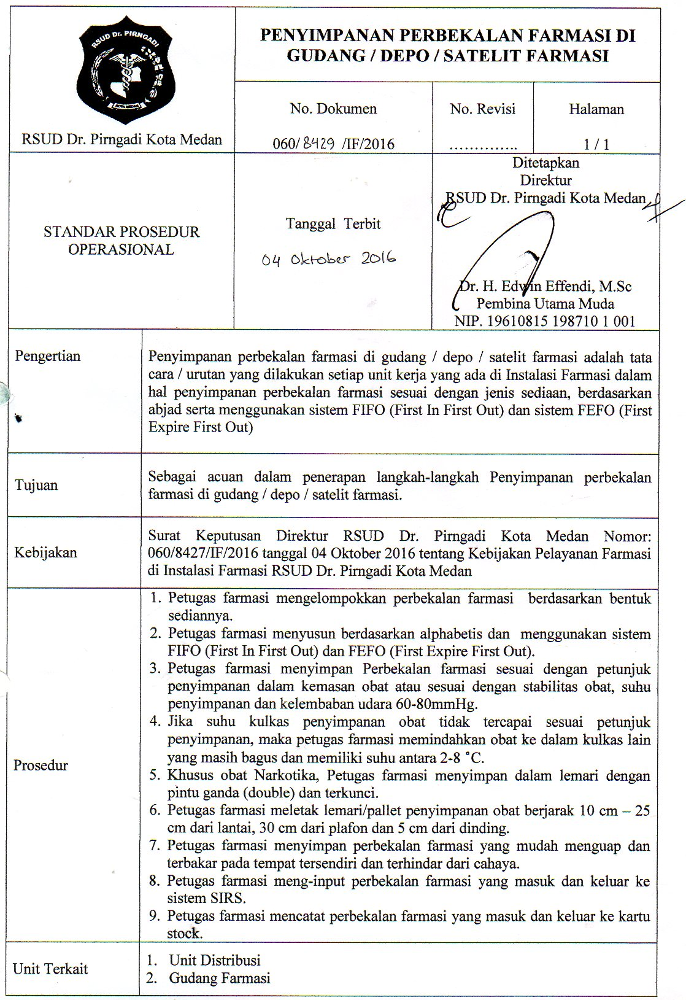 RSUD Dr. PIRNGADI
KOTA MEDAN
RSUD Dr. Pirngadi Kota Medan
PENYIMPANAN PERBEKALAN FARMASI DI
GUDANG / DEPO / SATELIT FARMASI
No. Dokumen
060/ 8429 /IF/2016
No. Revisi
..............
Halaman
1 / 1
STANDAR PROSEDUR
OPERASIONAL
Tanggal Terbit
04 Oktober 2016
Ditetapkan
Direktur
RSUD Dr. Pirngadi Kota Medan
Dr. H. Edwin Effendi, M.Sc
Pembina Utama Muda
NIP. 19610815 198710 1 001
Pengertian
Penyimpanan perbekalan farmasi di gudang / depo / satelit farmasi adalah tata
cara / urutan yang dilakukan setiap unit kerja yang ada di Instalasi Farmasi dalam
hal penyimpanan perbekalan farmasi sesuai dengan jenis sediaan, berdasarkan
abjad serta menggunakan sistem FIFO (First In First Out) dan sistem FEFO (First
Expire First Out)
Tujuan
Sebagai acuan dalam penerapan langkah-langkah Penyimpanan perbekalan
farmasi di gudang / depo / satelit farmasi.
Kebijakan
Surat Keputusan Direktur RSUD Dr. Pirngadi Kota Medan Nomor:
060/8427/IF/2016 tanggal 04 Oktober 2016 tentang Kebijakan Pelayanan Farmasi
di Instalasi Farmasi RSUD Dr. Pirngadi Kota Medan
Prosedur
1. Petugas farmasi mengelompokkan perbekalan farmasi berdasarkan bentuk
sediannya.
2. Petugas farmasi menyusun berdasarkan alphabetis dan menggunakan sistem
FIFO (First In First Out) dan FEFO (First Expire First Out).
3. Petugas farmasi menyimpan Perbekalan farmasi sesuai dengan petunjuk
penyimpanan dalam kemasan obat atau sesuai dengan stabilitas obat, suhu
penyimpanan dan kelembaban udara 60-80mmHg.
4. Jika suhu kulkas penyimpanan obat tidak tercapai sesuai petunjuk
penyimpanan, maka petugas farmasi memindahkan obat ke dalam kulkas lain
yang masih bagus dan memiliki suhu antara 2-8 ˚C.
5. Khusus obat Narkotika, Petugas farmasi menyimpan dalam lemari dengan
pintu ganda (double) dan terkunci.
6. Petugas farmasi meletak lemari/pallet penyimpanan obat berjarak 10 cm – 25
cm dari lantai, 30 cm dari plafon dan 5 cm dari dinding.
7. Petugas farmasi menyimpan perbekalan farmasi yang mudah menguap dan
terbakar pada tempat tersendiri dan terhindar dari cahaya.
8. Petugas farmasi meng-input perbekalan farmasi yang masuk dan keluar ke
sistem SIRS.
9. Petugas farmasi mencatat perbekalan farmasi yang masuk dan keluar ke kartu
stock.
Unit Terkait
1. Unit Distribusi
2. Gudang Farmasi